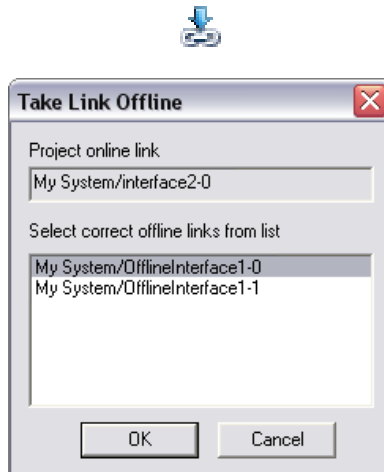 Take Link Offline
Project online link
My System/interface2-0
Select correct offline links from list
My System/OfflineInterface1-0
My System/OfflineInterface1-1
OK
Cancel